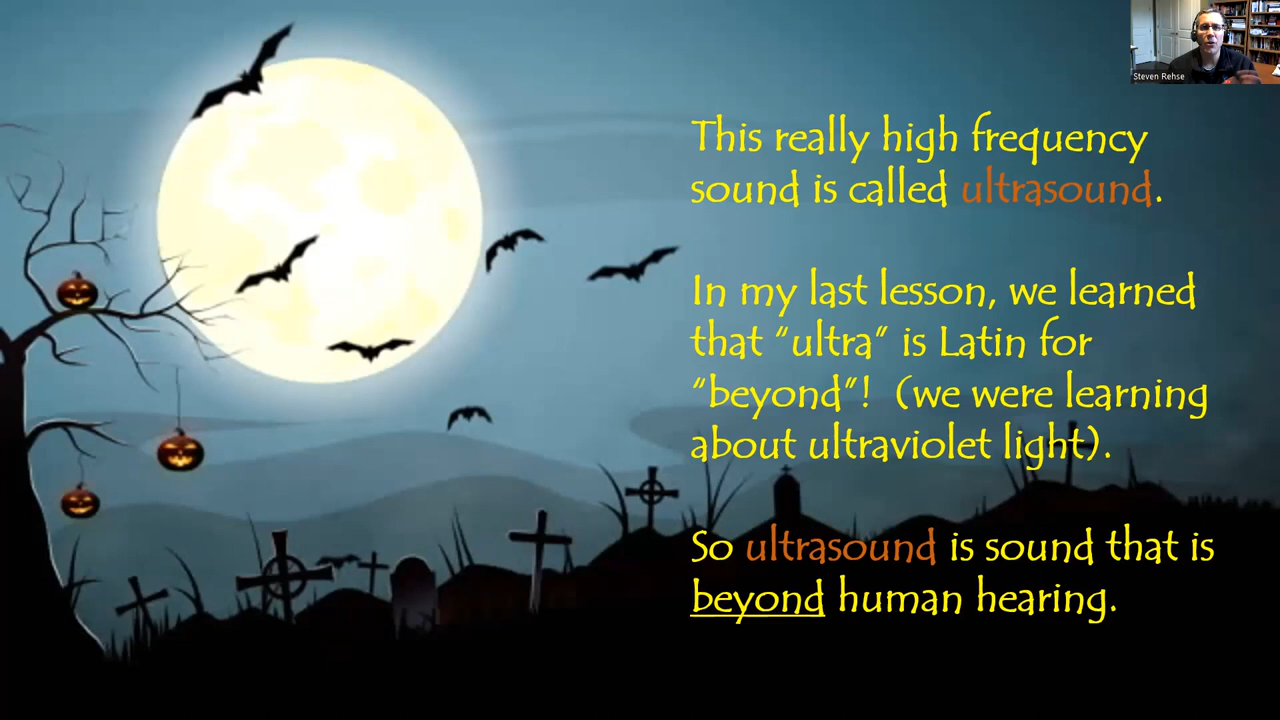 Steven Rehse
This really high frequency
sound is called ultrasound.
In my last lesson, we learned
that “ultra” is Latin for
“beyond”! (we were learning
about ultraviolet light).
So ultrasound is sound that is
beyond human hearing.